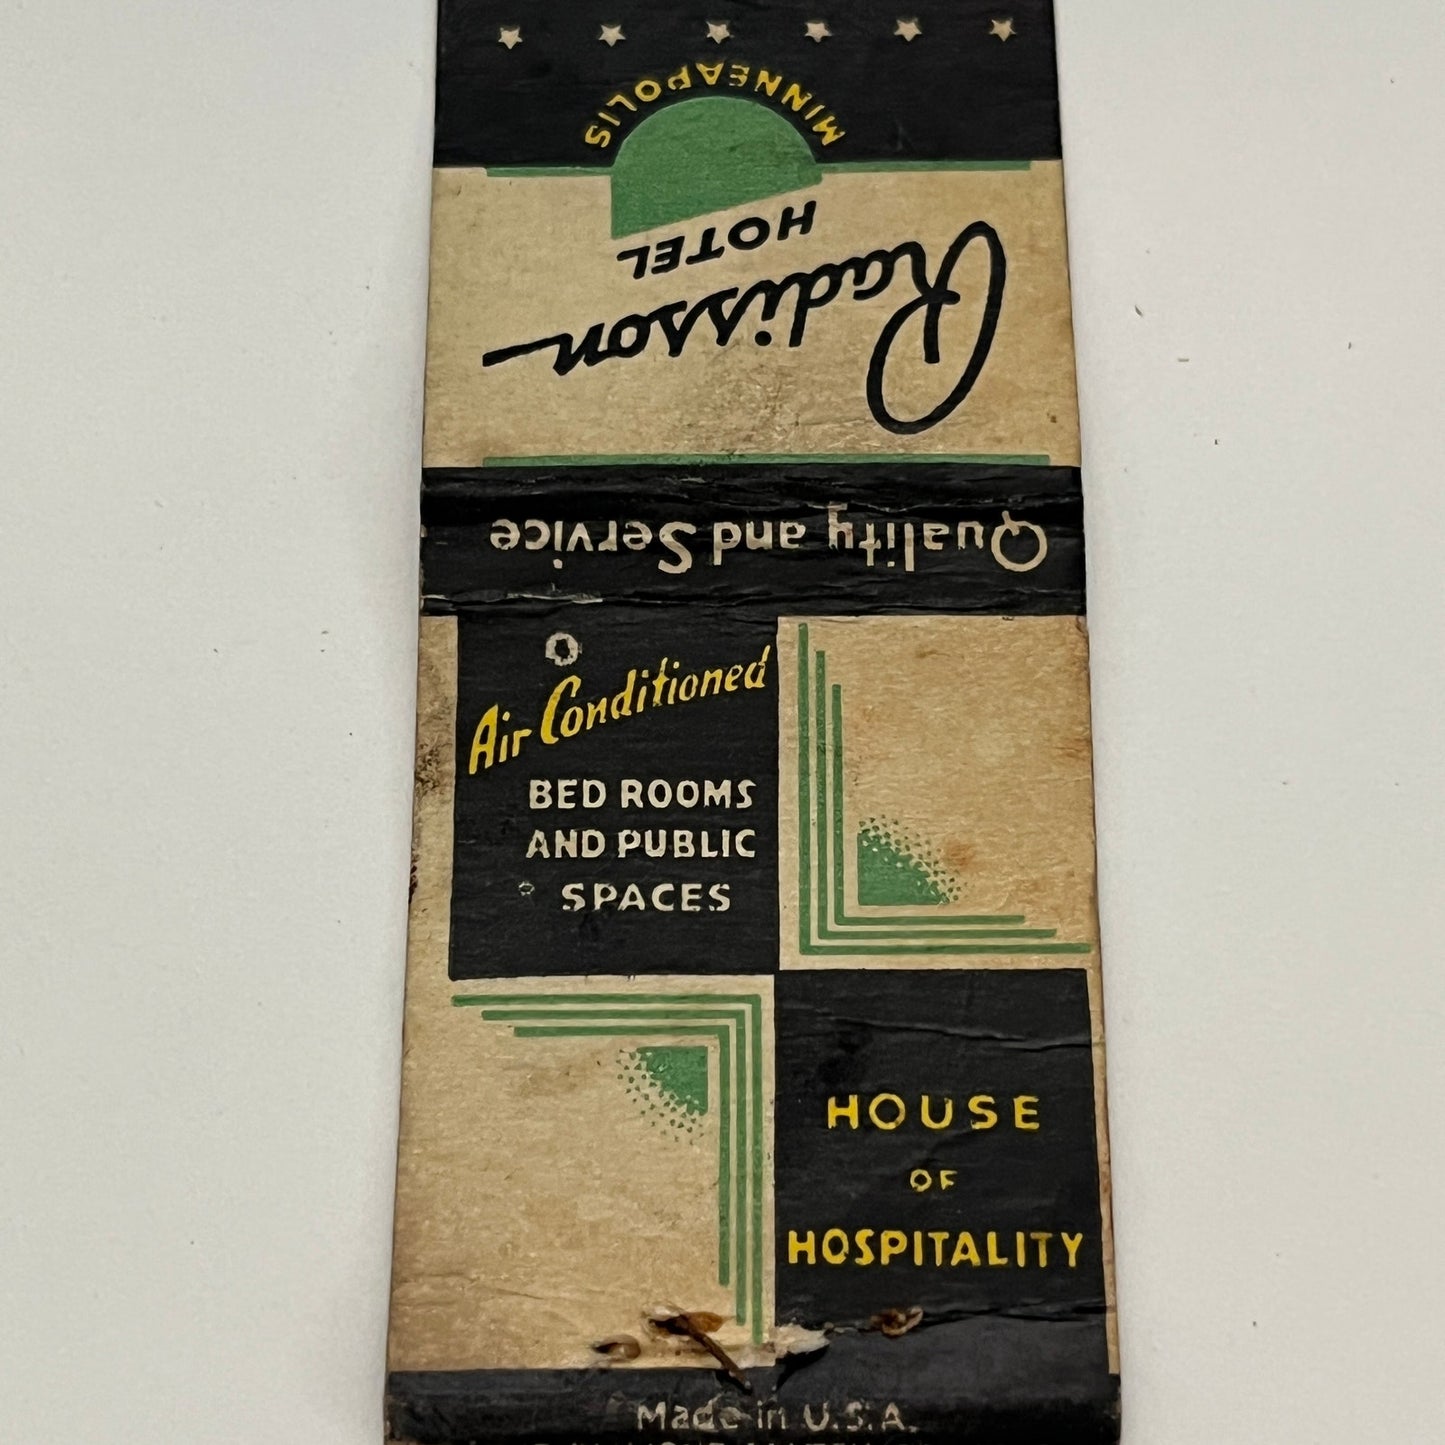 MINNEAPOLIS
Radisson
HOTEL
Quality and Service
Air Conditioned
BED ROOMS
AND PUBLIC
SPACES
HOUSE
OF
HOSPITALITY
Made in U.S.A.